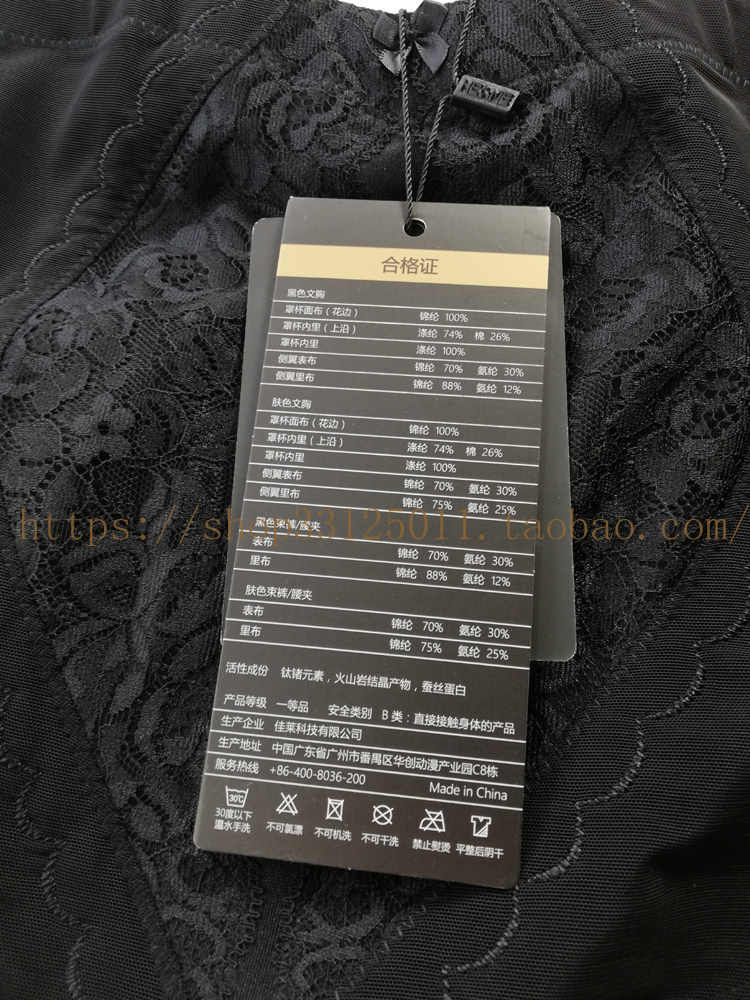 合格证
黑色文胸
罩杯面布（花边） 锦纶 100%
罩杯内里（上沿） 涤纶 74% 棉 26%
罩杯内里 涤纶 100%
侧翼表布 锦纶 70% 氨纶 30%
侧翼里布 锦纶 88% 氨纶 12%
肤色文胸
罩杯面布（花边） 锦纶 100%
罩杯内里（上沿） 涤纶 74% 棉 26%
罩杯内里 涤纶 100%
侧翼表布 锦纶 70% 氨纶 30%
侧翼里布 锦纶 75% 氨纶 25%
https://shop33125011.taobao.com/
黑色束裤/腰夹
表布 锦纶 70% 氨纶 30%
里布 锦纶 88% 氨纶 12%
肤色束裤/腰夹
表布 锦纶 70% 氨纶 30%
里布 锦纶 75% 氨纶 25%
活性成份 钛锗元素，火山岩结晶产物，蚕丝蛋白
产品等级 一等品 安全类别 B 类：直接接触身体的产品
生产企业 佳莱科技有限公司
生产地址 中国广东省广州市番禺区华创动漫产业园C8栋
服务热线 +86-400-8036-200 Made in China
30℃
30度以下温水手洗 不可氯漂 不可机洗 不可干洗 禁止熨烫 平整后阴干